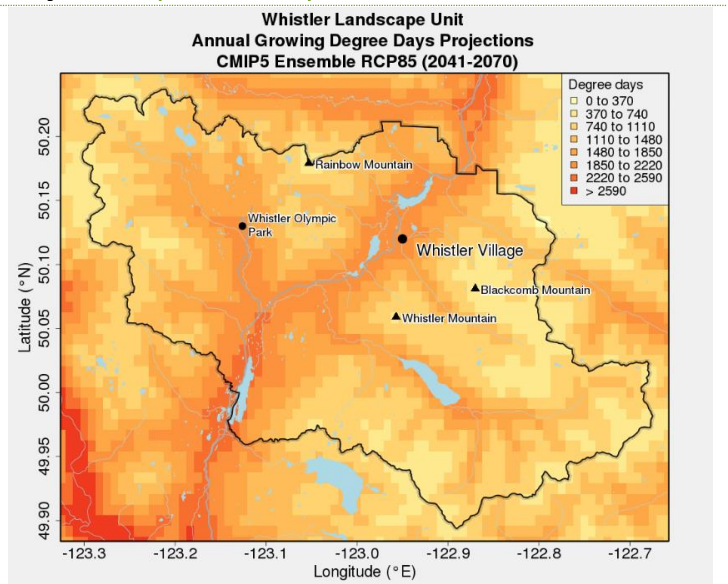 Whistler Landscape Unit
Annual Growing Degree Days Projections
CMIP5 Ensemble RCP85 (2041-2070)
Degree days
0 to 370
370 to 740
740 to 1110
1110 to 1480
1480 to 1850
1850 to 2220
2220 to 2590
> 2590
Rainbow Mountain
Whistler Olympic
Park
Whistler Village
Blackcomb Mountain
Whistler Mountain
Latitude (°N)
50.20
50.15
50.10
50.05
50.00
49.95
49.90
-123.3
-123.2
-123.1
-123.0
-122.9
-122.8
-122.7
Longitude (°E)